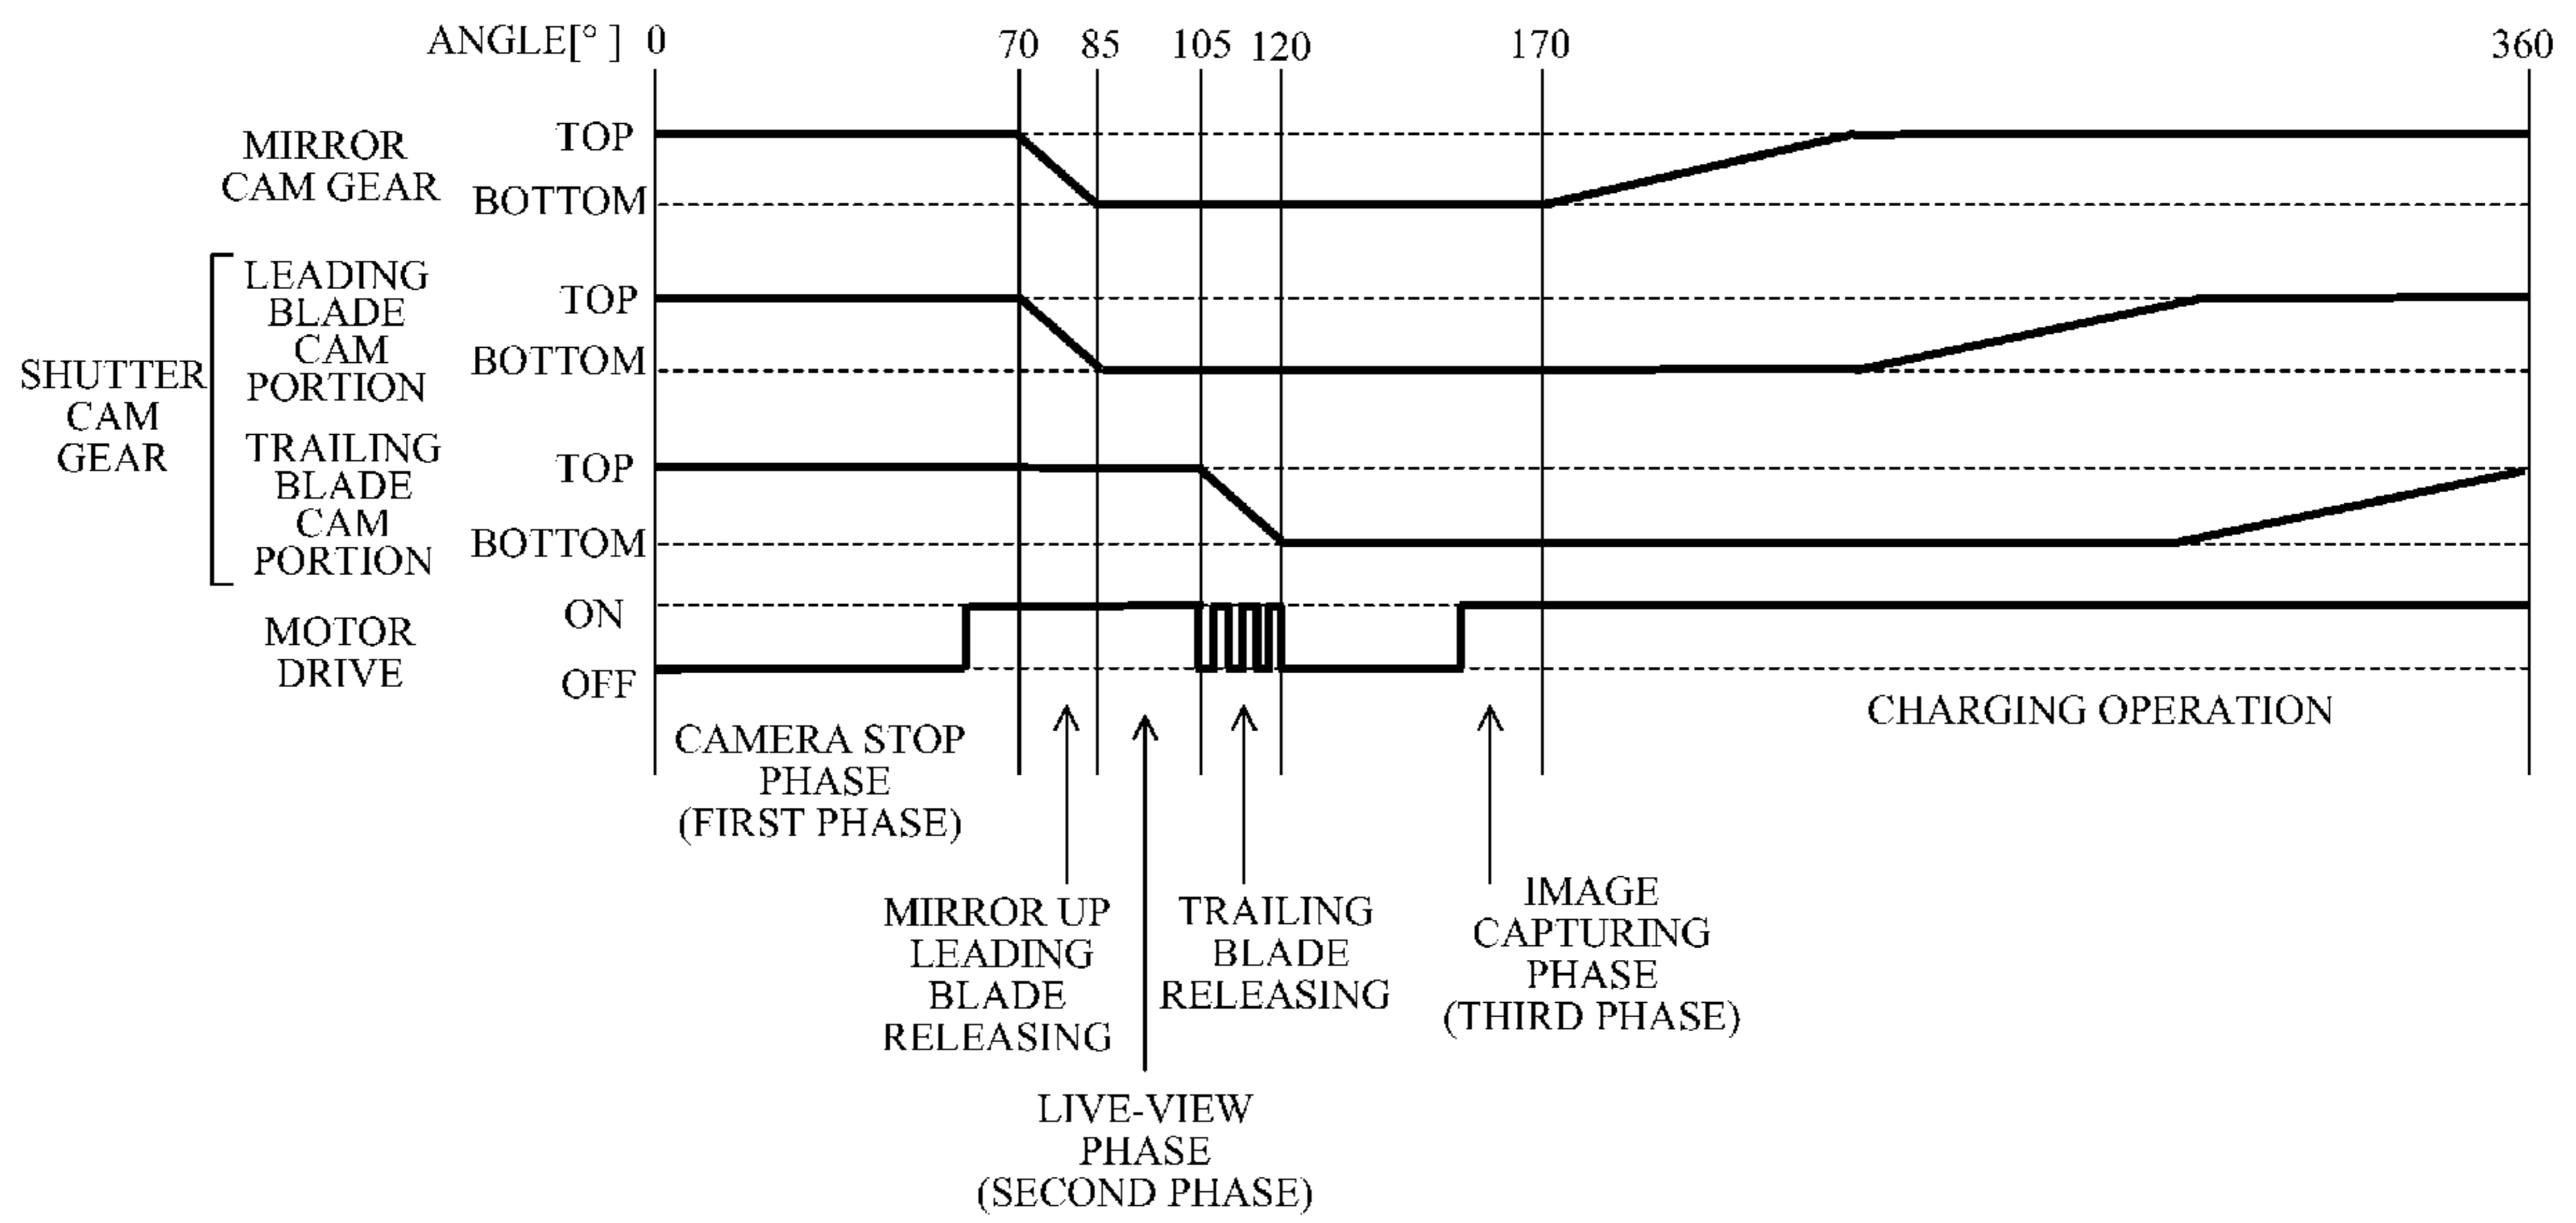 ANGLE[° ] 0 70 85 105 120 170 360
MIRROR
CAM GEAR
TOP
BOTTOM
SHUTTER
CAM
GEAR
LEADING
BLADE
CAM
PORTION
TOP
BOTTOM
TRAILING
BLADE
CAM
PORTION
TOP
BOTTOM
MOTOR
DRIVE
ON
OFF
CAMERA STOP
PHASE
(FIRST PHASE)
MIRROR UP
LEADING
BLADE
RELEASING
LIVE-VIEW
PHASE
(SECOND PHASE)
TRAILING
BLADE
RELEASING
IMAGE
CAPTURING
PHASE
(THIRD PHASE)
CHARGING OPERATION